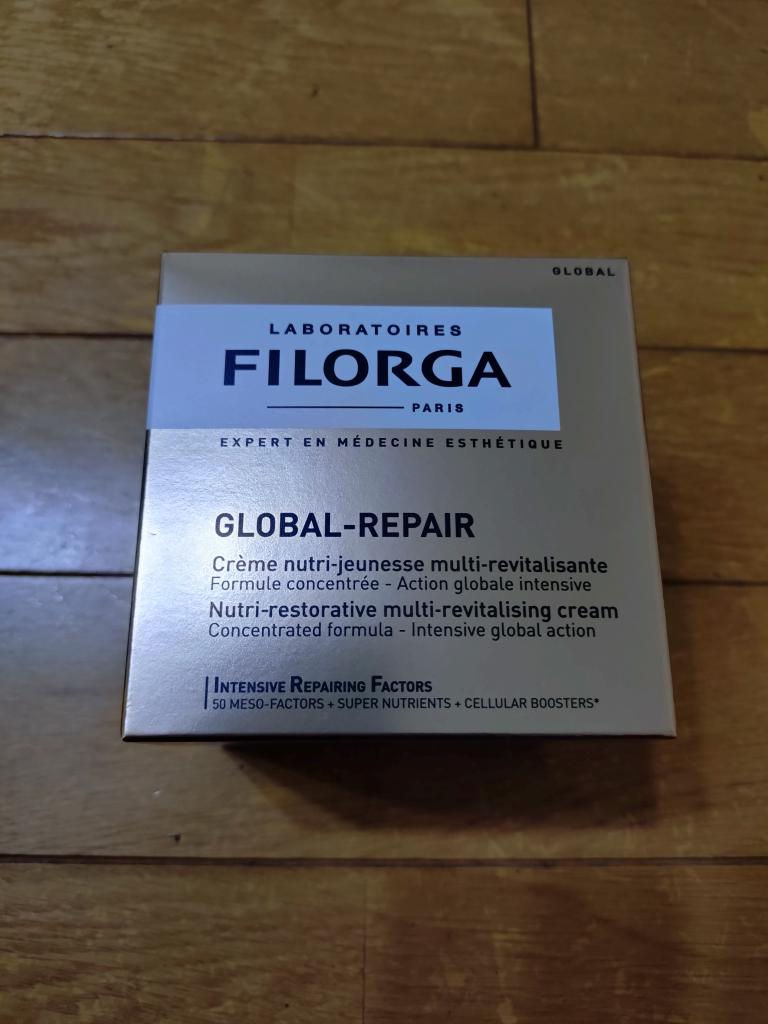 GLOBAL
LABORATOIRES
FILORGA
PARIS
EXPERT EN MÉDECINE ESTHÉTIQUE
GLOBAL-REPAIR
Crème nutri-jeunesse multi-revitalisante
Formule concentrée - Action globale intensive
Nutri-restorative multi-revitalising cream
Concentrated formula - Intensive global action
INTENSIVE REPAIRING FACTORS
50 MESO-FACTORS + SUPER NUTRIENTS + CELLULAR BOOSTERS*